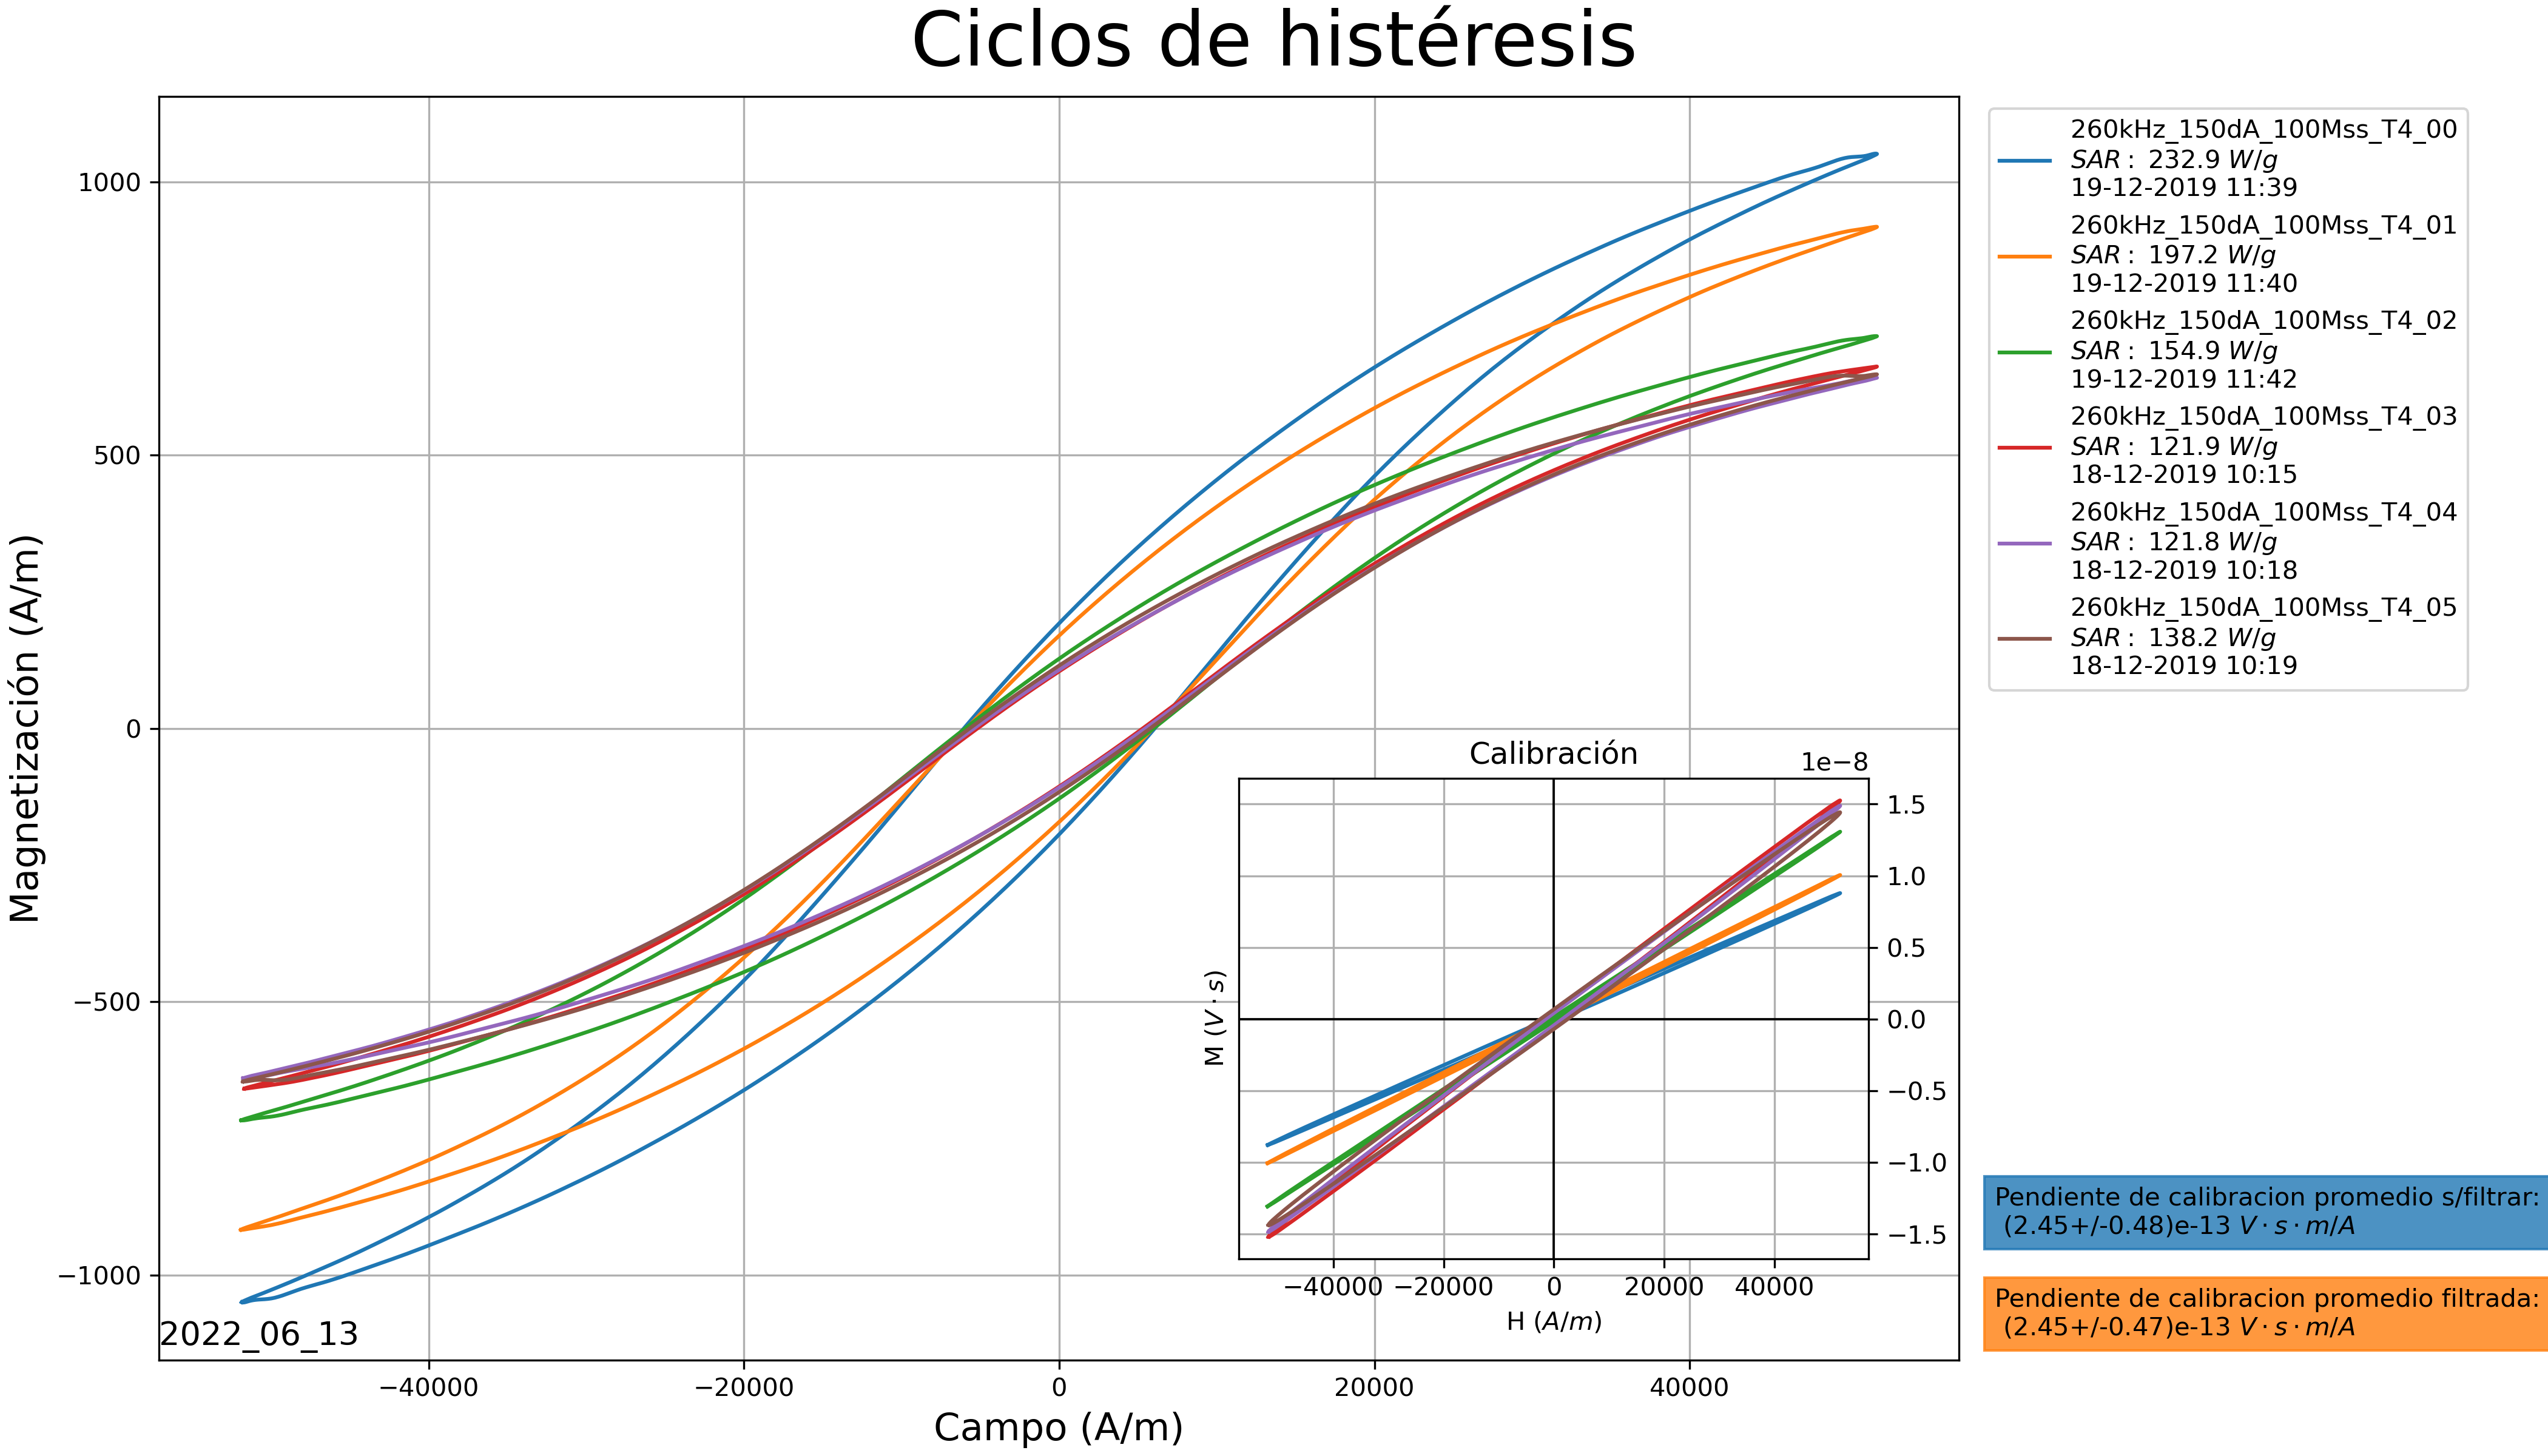 Ciclos de histéresis
Magnetización (A/m)
1000
500
0
−500
−1000
−40000
−20000
0
20000
40000
Campo (A/m)
2022_06_13
260kHz_150dA_100Mss_T4_00
SAR : 232.9 W/g
19-12-2019 11:39
260kHz_150dA_100Mss_T4_01
SAR : 197.2 W/g
19-12-2019 11:40
260kHz_150dA_100Mss_T4_02
SAR : 154.9 W/g
19-12-2019 11:42
260kHz_150dA_100Mss_T4_03
SAR : 121.9 W/g
18-12-2019 10:15
260kHz_150dA_100Mss_T4_04
SAR : 121.8 W/g
18-12-2019 10:18
260kHz_150dA_100Mss_T4_05
SAR : 138.2 W/g
18-12-2019 10:19
Calibración
1e−8
M (V · s)
1.5
1.0
0.5
0.0
−0.5
−1.0
−1.5
−40000
−20000
0
20000
40000
H (A/m)
Pendiente de calibracion promedio s/filtrar:
(2.45+/-0.48)e-13 V · s · m/A
Pendiente de calibracion promedio filtrada:
(2.45+/-0.47)e-13 V · s · m/A